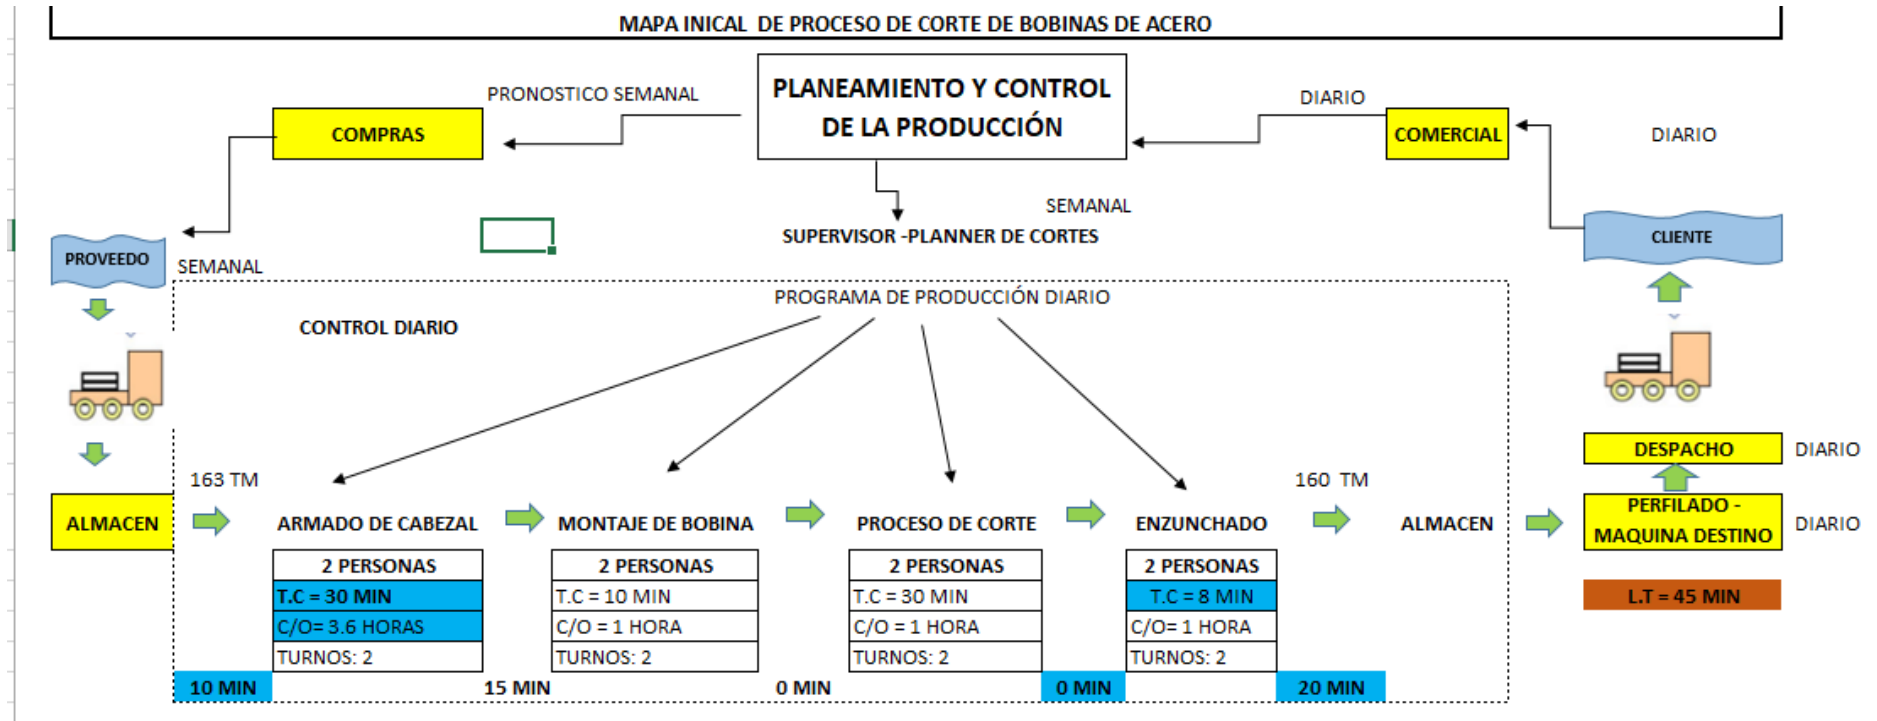 MAPA INICAL DE PROCESO DE CORTE DE BOBINAS DE ACERO
PRONOSTICO SEMANAL
PLANEAMIENTO Y CONTROL
DE LA PRODUCCIÓN
DIARIO
COMPRAS
COMERCIAL
DIARIO
SEMANAL
SUPERVISOR -PLANNER DE CORTES
CLIENTE
PROVEEDO
SEMANAL
PROGRAMA DE PRODUCCIÓN DIARIO
CONTROL DIARIO
DESPACHO
DIARIO
163 TM
160 TM
ALMACEN
ARMADO DE CABEZAL
MONTAJE DE BOBINA
PROCESO DE CORTE
ENZUNCHADO
ALMACEN
PERFILADO -
MAQUINA DESTINO
DIARIO
2 PERSONAS
2 PERSONAS
2 PERSONAS
2 PERSONAS
T.C = 30 MIN
T.C = 10 MIN
T.C = 30 MIN
T.C = 8 MIN
L.T = 45 MIN
C/O= 3.6 HORAS
C/O = 1 HORA
C/O = 1 HORA
C/O= 1 HORA
TURNOS: 2
TURNOS: 2
TURNOS: 2
TURNOS: 2
10 MIN
15 MIN
0 MIN
0 MIN
20 MIN